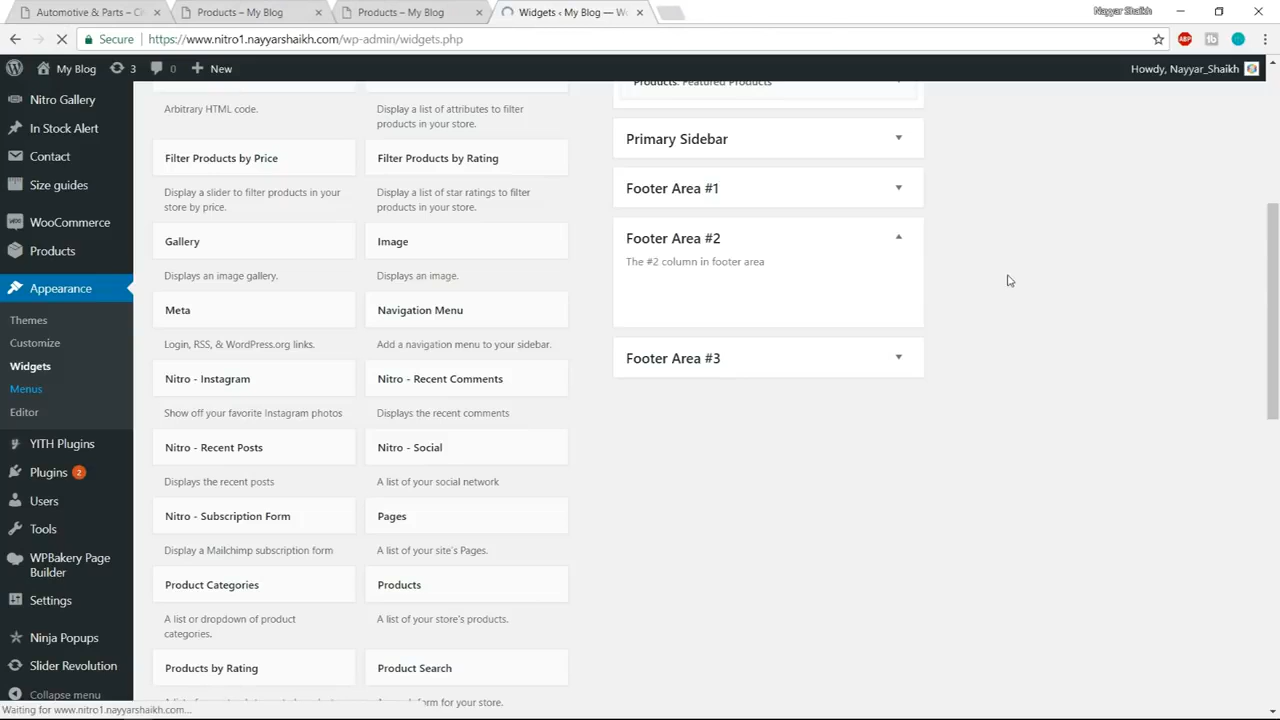 Automotive & Parts – C
Products – My Blog
Products – My Blog
Widgets ‹ My Blog — W
Nayyar Shaikh
Secure
https://www.nitro1.nayyarshaikh.com/wp-admin/widgets.php
ABP
My Blog
3
0
New
Howdy, Nayyar_Shaikh
Nitro Gallery
In Stock Alert
Contact
Size guides
WooCommerce
Products
Appearance
Themes
Customize
Widgets
Menus
Editor
YITH Plugins
Plugins 2
Users
Tools
WPBakery Page
Builder
Settings
Ninja Popups
Slider Revolution
Collapse menu
Arbitrary HTML code.
Display a list of attributes to filter
products in your store.
Filter Products by Price
Filter Products by Rating
Display a slider to filter products in your
store by price.
Display a list of star ratings to filter
products in your store.
Gallery
Image
Displays an image gallery.
Displays an image.
Meta
Navigation Menu
Login, RSS, & WordPress.org links.
Add a navigation menu to your sidebar.
Nitro - Instagram
Nitro - Recent Comments
Show off your favorite Instagram photos
Displays the recent comments
Nitro - Recent Posts
Nitro - Social
Displays the recent posts
A list of your social network
Nitro - Subscription Form
Pages
Display a Mailchimp subscription form
A list of your site's Pages.
Product Categories
Products
A list or dropdown of product
categories.
A list of your store's products.
Products by Rating
Product Search
form for your store.
Products: Featured Products
Primary Sidebar
Footer Area #1
Footer Area #2
The #2 column in footer area
Footer Area #3
Waiting for www.nitro1.nayyarshaikh.com...